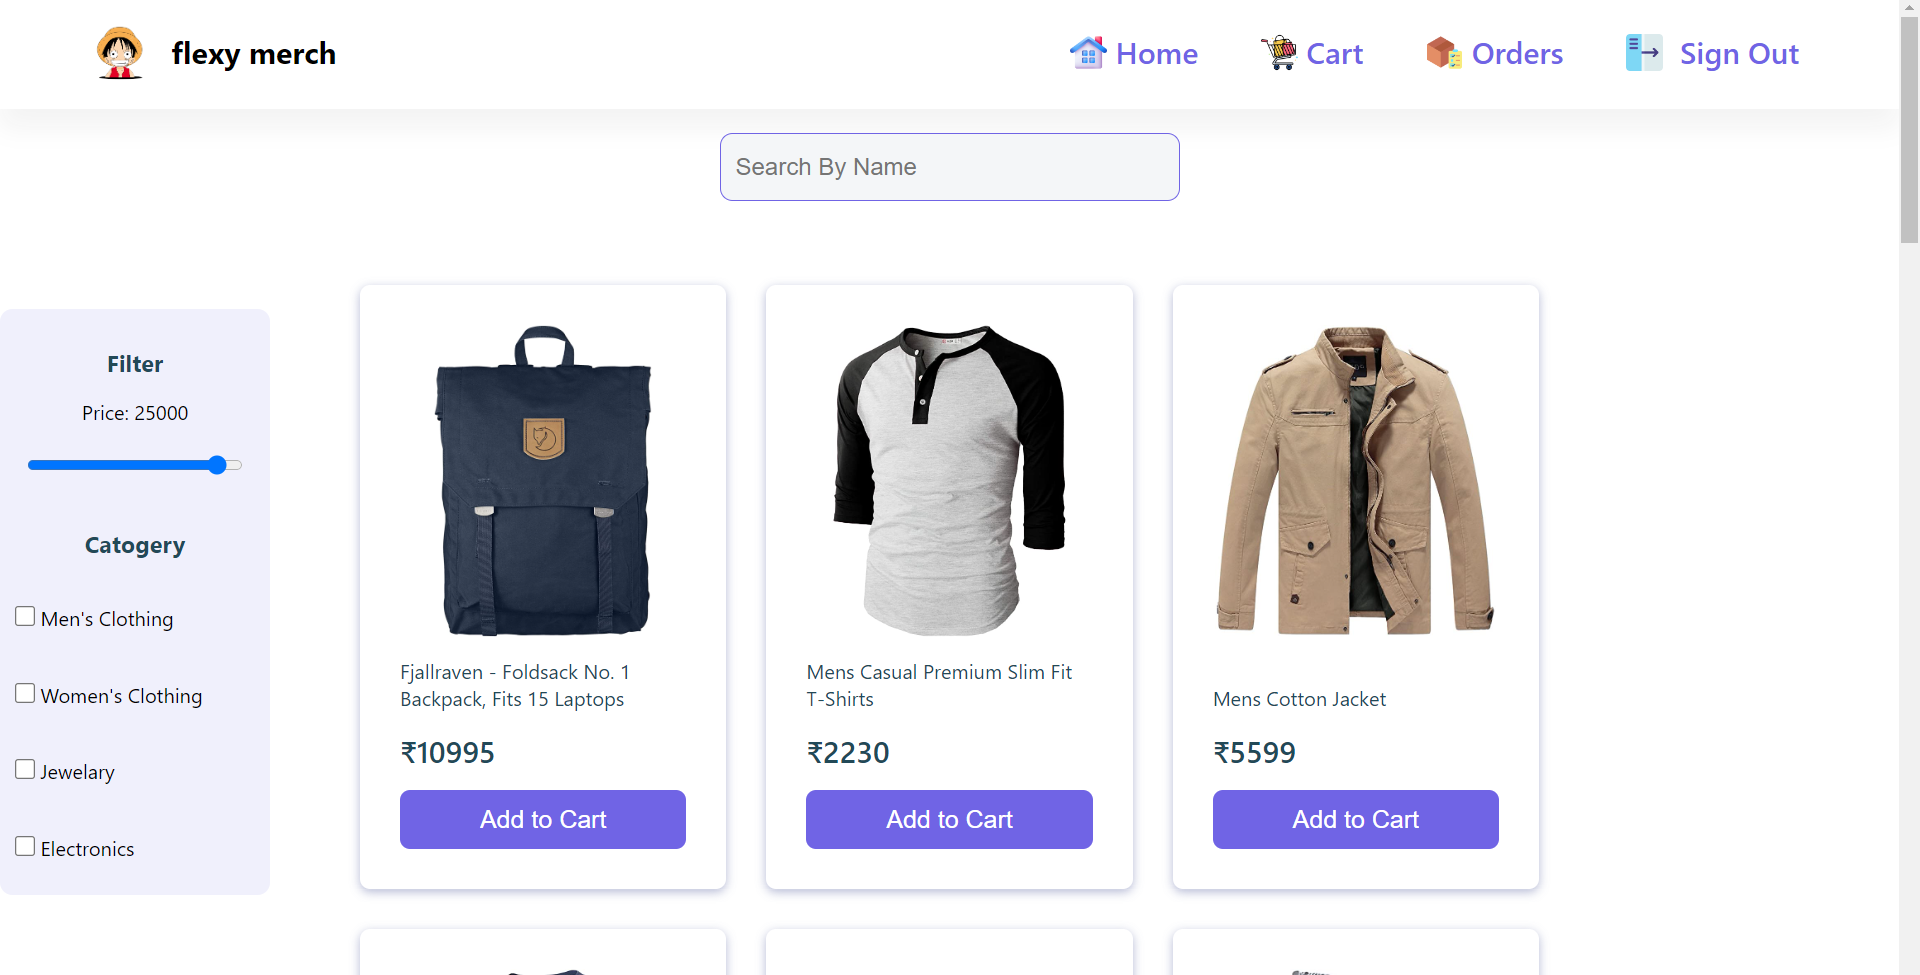 flexy merch
Home
Cart
Orders
Sign Out
Search By Name
Filter
Price: 25000
Catogery
Men's Clothing
Women's Clothing
Jewelary
Electronics
Fjallraven - Foldsack No. 1
Backpack, Fits 15 Laptops
₹10995
Add to Cart
Mens Casual Premium Slim Fit
T-Shirts
₹2230
Add to Cart
Mens Cotton Jacket
₹5599
Add to Cart